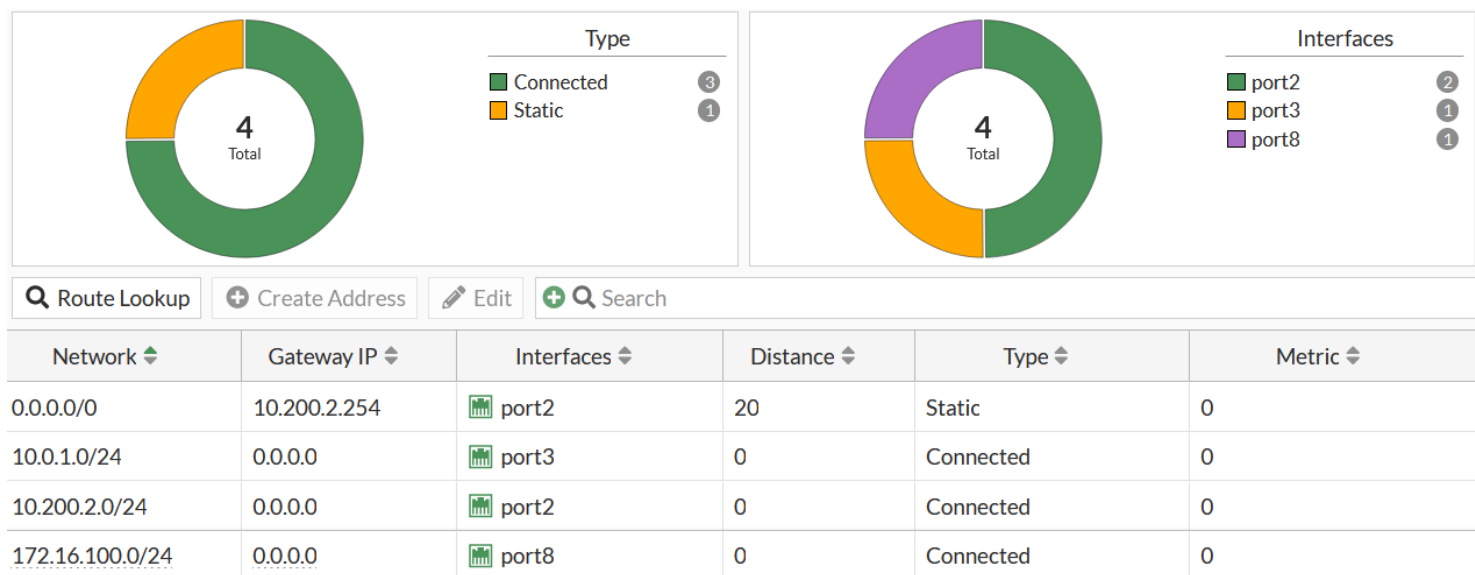 Type
Connected 3
Static 1
4
Total
Interfaces
port2 2
port3 1
port8 1
4
Total
Route Lookup Create Address Edit Search
Network Gateway IP Interfaces Distance Type Metric
0.0.0.0/0 10.200.2.254 port2 20 Static 0
10.0.1.0/24 0.0.0.0 port3 0 Connected 0
10.200.2.0/24 0.0.0.0 port2 0 Connected 0
172.16.100.0/24 0.0.0.0 port8 0 Connected 0